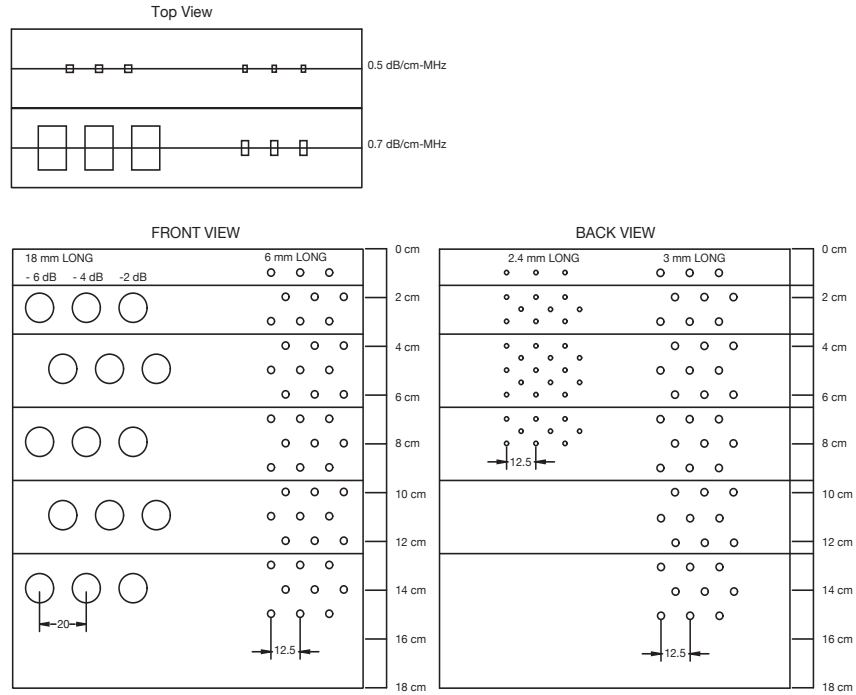 Top View
0.5 dB/cm-MHz
0.7 dB/cm-MHz
FRONT VIEW
18 mm LONG
6 mm LONG
- 6 dB
- 4 dB
-2 dB
0 cm
2 cm
4 cm
6 cm
8 cm
10 cm
12 cm
14 cm
16 cm
18 cm
20
12.5
BACK VIEW
2.4 mm LONG
3 mm LONG
0 cm
2 cm
4 cm
6 cm
8 cm
10 cm
12 cm
14 cm
16 cm
18 cm
12.5
12.5